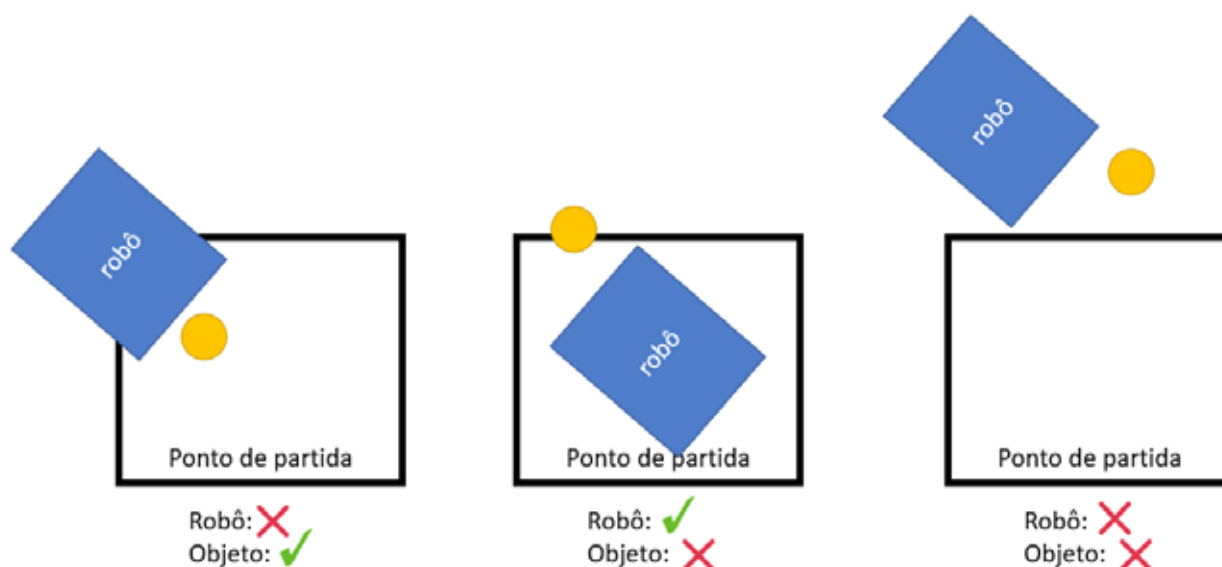 robô
Ponto de partida
Robô:
Objeto:
robô
Ponto de partida
Robô:
Objeto:
robô
Ponto de partida
Robô:
Objeto: